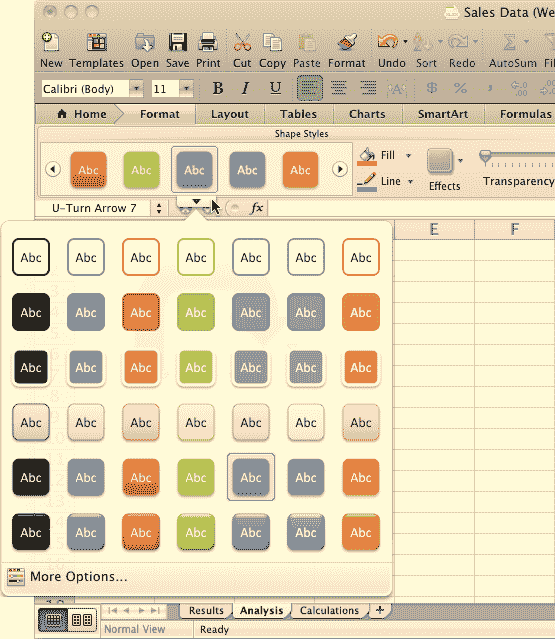 Sales Data (We
New Templates Open Save Print Cut Copy Paste Format Undo Sort Redo AutoSum Fil
Calibri (Body) 11 B I U A $ % , .0 .00
Home Format Layout Tables Charts SmartArt Formulas
Shape Styles
Abc Abc Abc Abc Abc Fill
Line Effects Transparency
U-Turn Arrow 7 fx
E F
Abc Abc Abc Abc Abc Abc Abc
Abc Abc Abc Abc Abc Abc Abc
Abc Abc Abc Abc Abc Abc Abc
Abc Abc Abc Abc Abc Abc Abc
Abc Abc Abc Abc Abc Abc Abc
Abc Abc Abc Abc Abc Abc Abc
More Options...
Results Analysis Calculations +
Normal View Ready